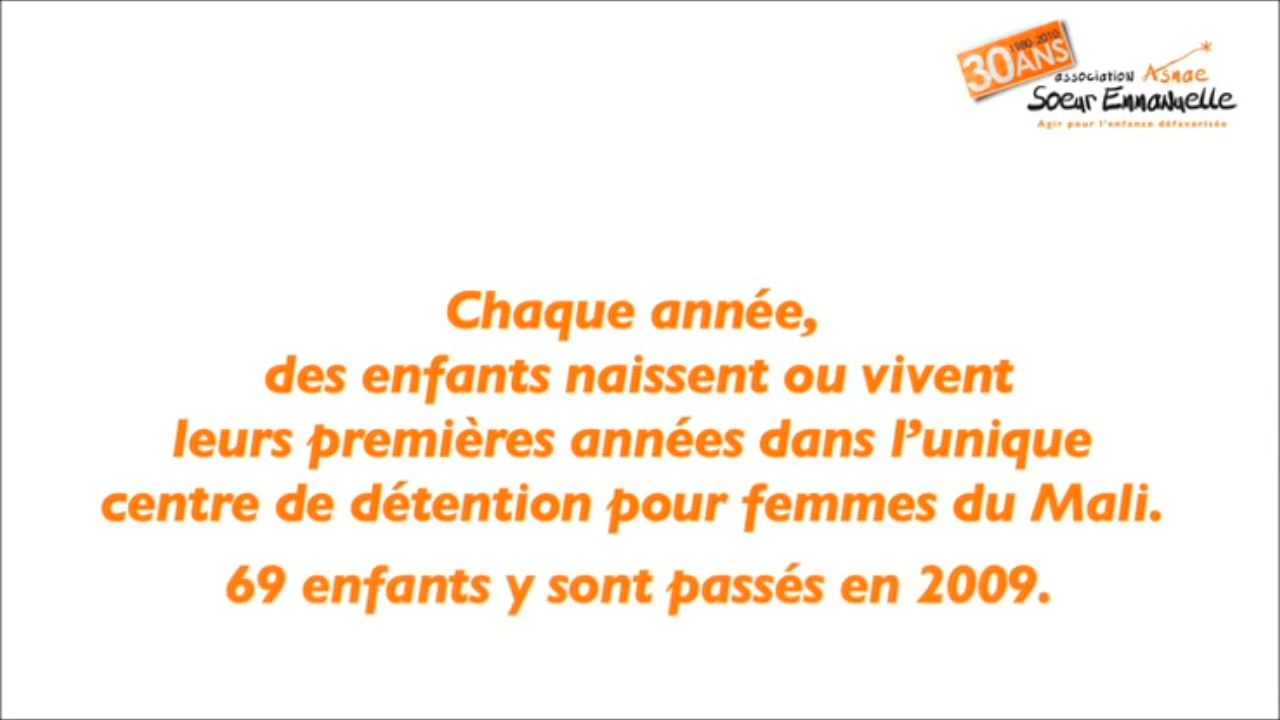 30 ANS
1980-2010
association Asmae
Soeur Emmanuelle
Agir pour l'enfance défavorisée
Chaque année,
des enfants naissent ou vivent
leurs premières années dans l’unique
centre de détention pour femmes du Mali.
69 enfants y sont passés en 2009.